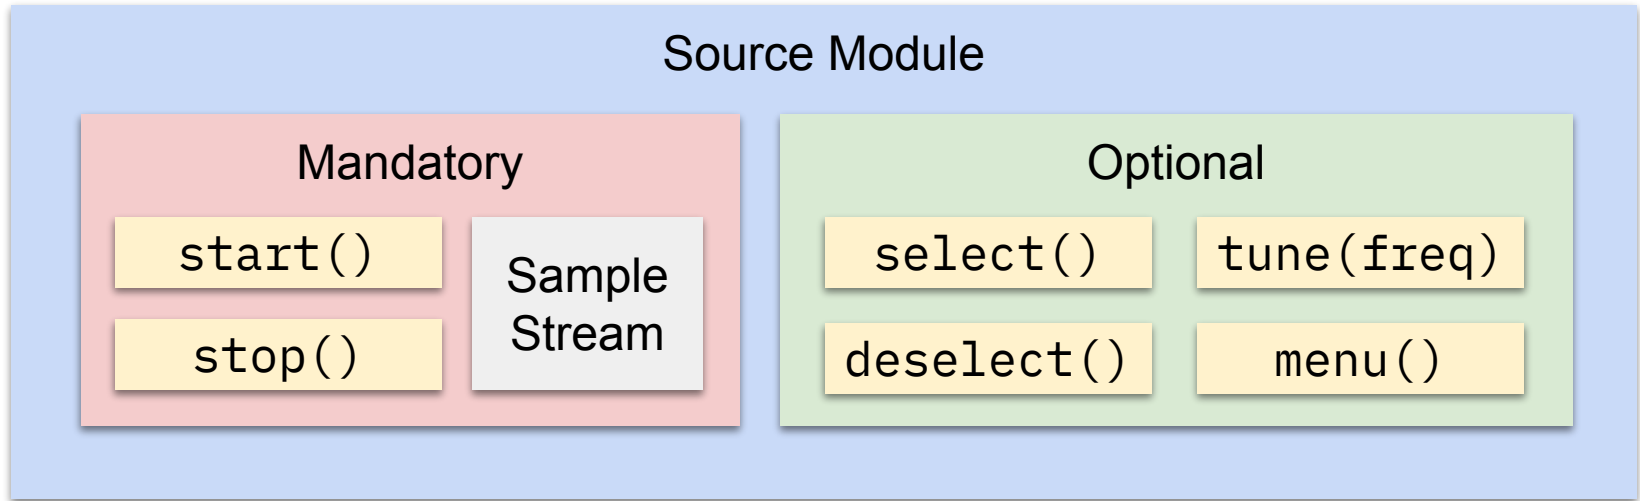 Source Module
Mandatory
start()
stop()
Sample
Stream
Optional
select()
tune(freq)
deselect()
menu()